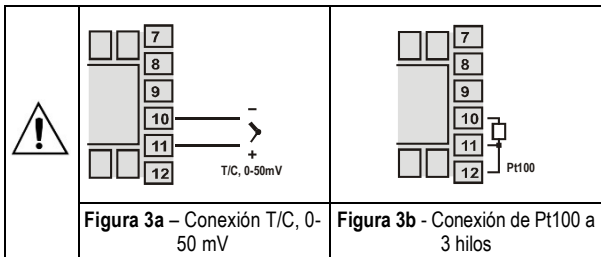 7
8
9
10
11
12
–
+
T/C, 0-50mV
7
8
9
10
11
12
Pt100
Figura 3a – Conexión T/C, 0-
50 mV
Figura 3b - Conexión de Pt100 a
3 hilos